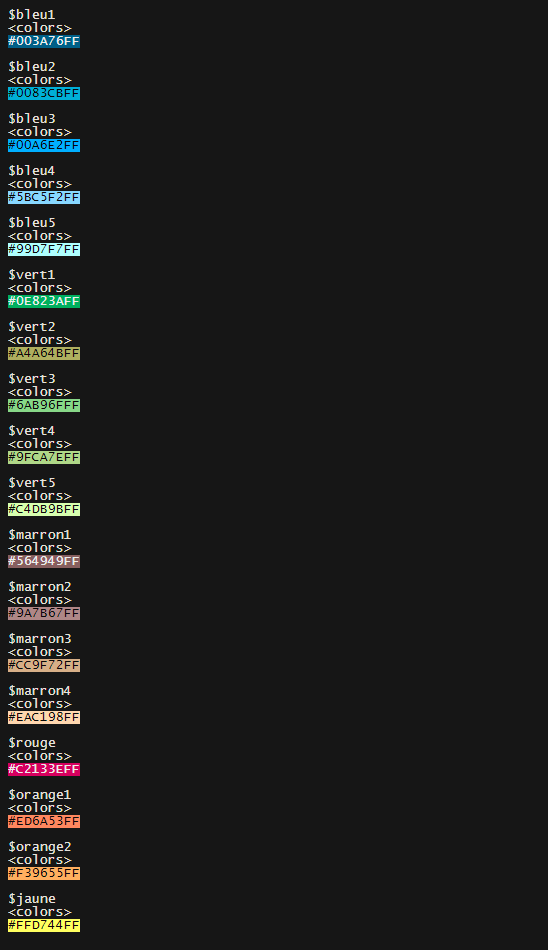 $bleu1
<colors>
#003A76FF
$bleu2
<colors>
#0083CBFF
$bleu3
<colors>
#00A6E2FF
$bleu4
<colors>
#5BC5F2FF
$bleu5
<colors>
#99D7F7FF
$vert1
<colors>
#0E823AFF
$vert2
<colors>
#A4A64BFF
$vert3
<colors>
#6AB96FFF
$vert4
<colors>
#9FCA7EFF
$vert5
<colors>
#C4DB9BFF
$marron1
<colors>
#564949FF
$marron2
<colors>
#9A7B67FF
$marron3
<colors>
#CC9F72FF
$marron4
<colors>
#EAC198FF
$rouge
<colors>
#C2133EFF
$orange1
<colors>
#ED6A53FF
$orange2
<colors>
#F39655FF
$jaune
<colors>
#FFD744FF